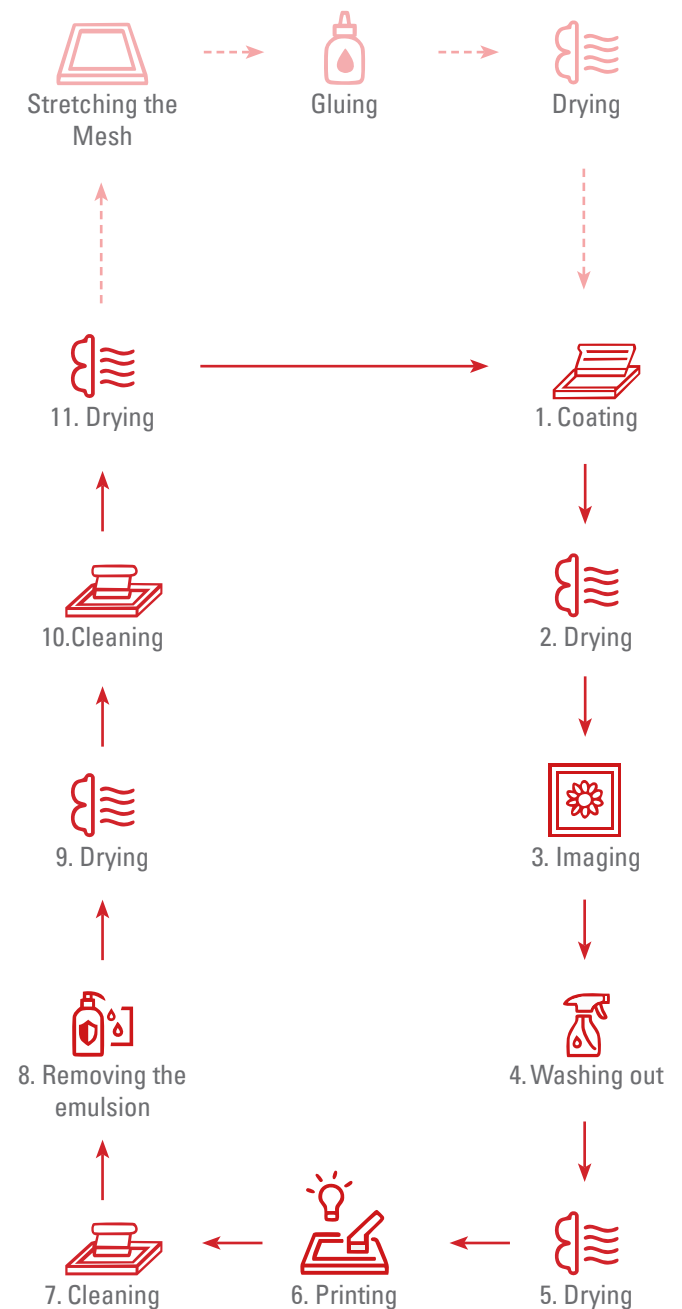 Stretching the
Mesh
Gluing
Drying
11. Drying
1. Coating
10.Cleaning
2. Drying
9. Drying
3. Imaging
8. Removing the
emulsion
4. Washing out
7. Cleaning
6. Printing
5. Drying